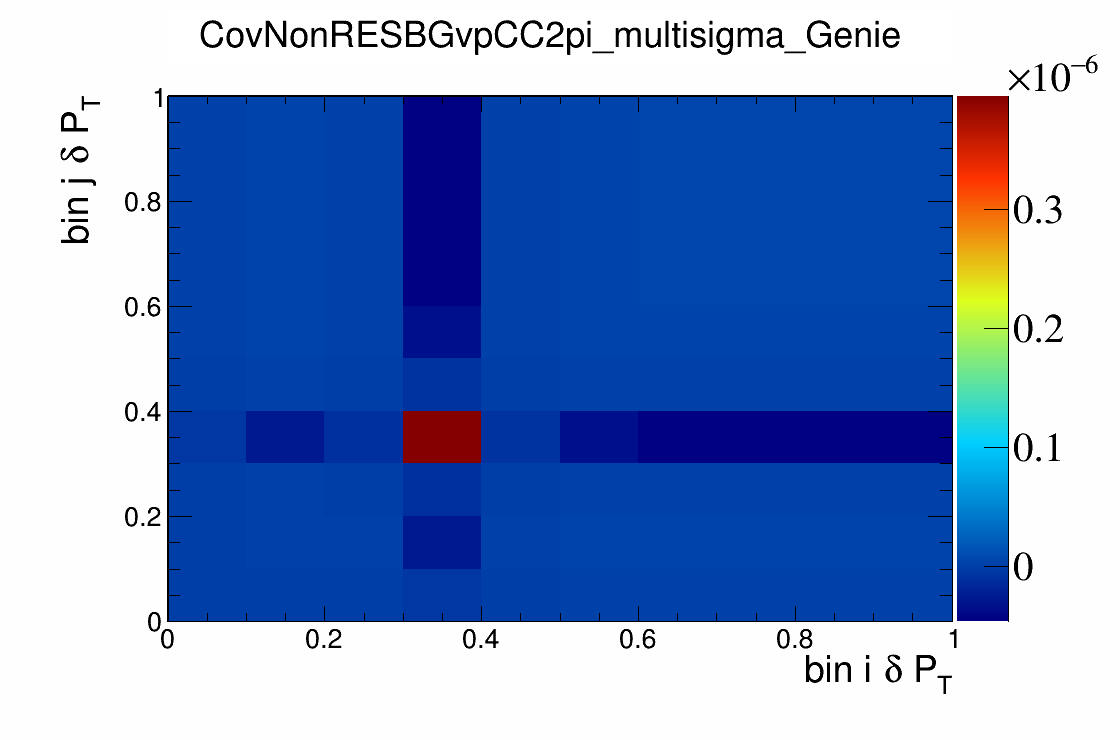 CovNonRESBGvpCC2pi_multisigma_Genie
×10⁻⁶
bin j δ P_T
1
0.8
0.6
0.4
0.2
0
0 0.2 0.4 0.6 0.8 1
bin i δ P_T
0.3
0.2
0.1
0